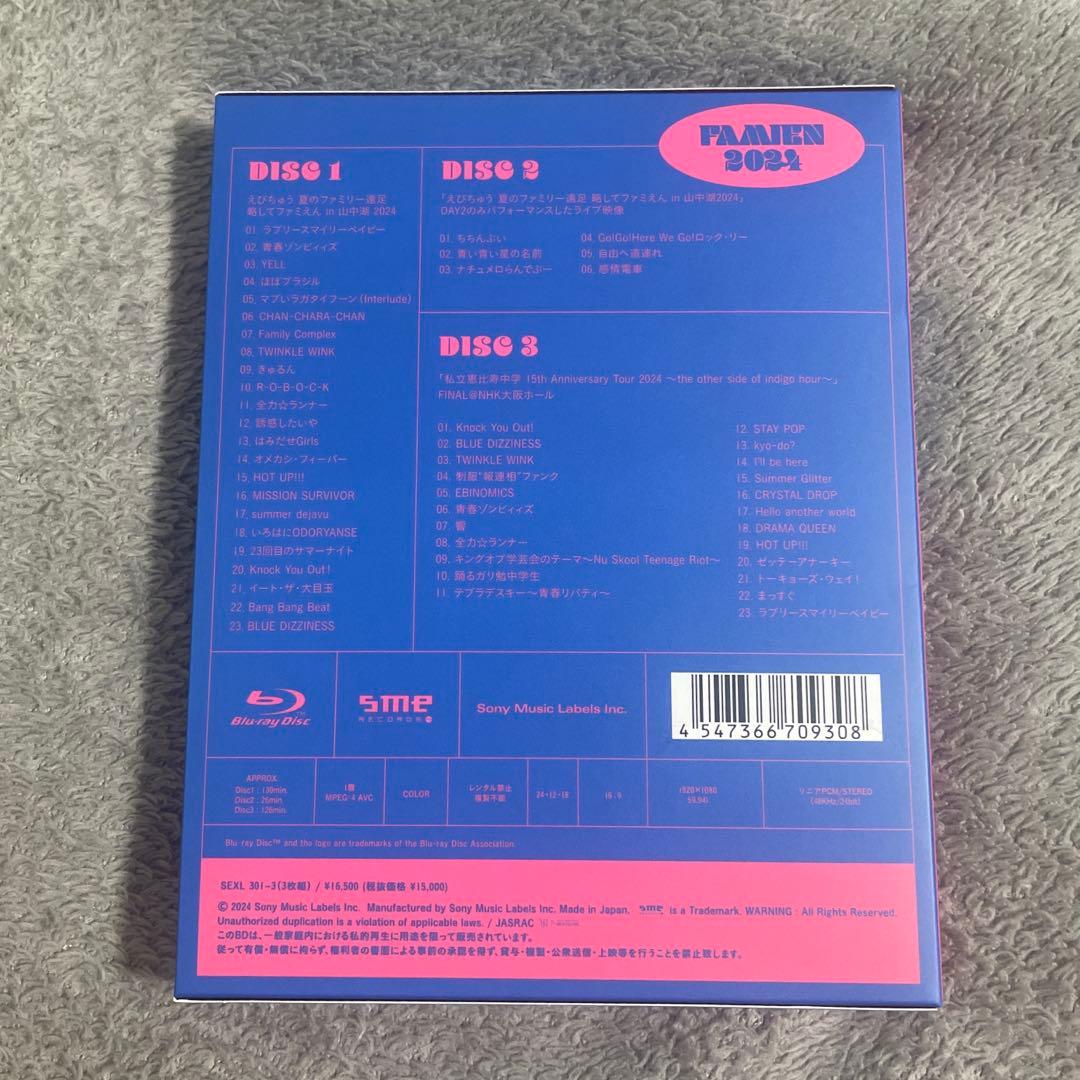 FAMIEN
2024
DISC 1
えびちゅう 夏のファミリー遠足
略してファミえん in 山中湖 2024
01. ラブリースマイリーベイビー
02. 青春ゾンビィィズ
03. YELL
04. ほぼブラジル
05. マブいラガタイフーン (Interlude)
06. CHAN-CHARA-CHAN
07. Family Complex
08. TWINKLE WINK
09. きゅるん
10. R-O-B-O-C-K
11. 全力☆ランナー
12. 誘惑したいや
13. はみだせGirls
14. オメカシ・フィーバー
15. HOT UP!!!
16. MISSION SURVIVOR
17. summer dejavu
18. いろはにODORYANSE
19. 23回目のサマーナイト
20. Knock You Out!
21. イート・ザ・大目玉
22. Bang Bang Beat
23. BLUE DIZZINESS
DISC 2
「えびちゅう 夏のファミリー遠足 略してファミえん in 山中湖2024」
DAY2のみパフォーマンスしたライブ映像
01. ちちんぷい
02. 青い青い星の名前
03. ナチュメロらんでぶー
04. Go!Go!Here We Go!ロック・リー
05. 自由へ道連れ
06. 感情電車
DISC 3
「私立恵比寿中学 15th Anniversary Tour 2024 〜the other side of indigo hour〜」
FINAL@NHK大阪ホール
01. Knock You Out!
02. BLUE DIZZINESS
03. TWINKLE WINK
04. 制服“報連相”ファンク
05. EBINOMICS
06. 青春ゾンビィィズ
07. 響
08. 全力☆ランナー
09. キングオブ学芸会のテーマ〜Nu Skool Teenage Riot〜
10. 踊るガリ勉中学生
11. テブラデスキー〜青春リバティ〜
12. STAY POP
13. kyo-do?
14. I'll be here
15. Summer Glitter
16. CRYSTAL DROP
17. Hello another world
18. DRAMA QUEEN
19. HOT UP!!!
20. ゼッテーアナーキー
21. トーキョーズ・ウェイ!
22. まっすぐ
23. ラブリースマイリーベイビー
Blu-ray Disc™
sme
RECORDS
Sony Music Labels Inc.
4 547366 709308
APPROX.
Disc1 : 130min.
Disc2 : 26min.
Disc3 : 126min.
1層
MPEG-4 AVC
COLOR
レンタル禁止
複製不能
24・12・18
16:9
1920×1080
59.94i
リニアPCM/STEREO
(48KHz/24bit)
Blu-ray Disc™ and the logo are trademarks of the Blu-ray Disc Association.
SEXL 301-3(3枚組) / ¥16,500 (税抜価格 ¥15,000)
© 2024 Sony Music Labels Inc. Manufactured by Sony Music Labels Inc. Made in Japan. sme is a Trademark. WARNING : All Rights Reserved.
Unauthorized duplication is a violation of applicable laws. / JASRAC
このBDは、一般家庭内における私的再生に用途を限って販売されています。
従って有償・無償に拘らず、権利者の書面による事前の承諾を得ず、貸与・複製・公衆送信・上映等を行うことを禁止致します。